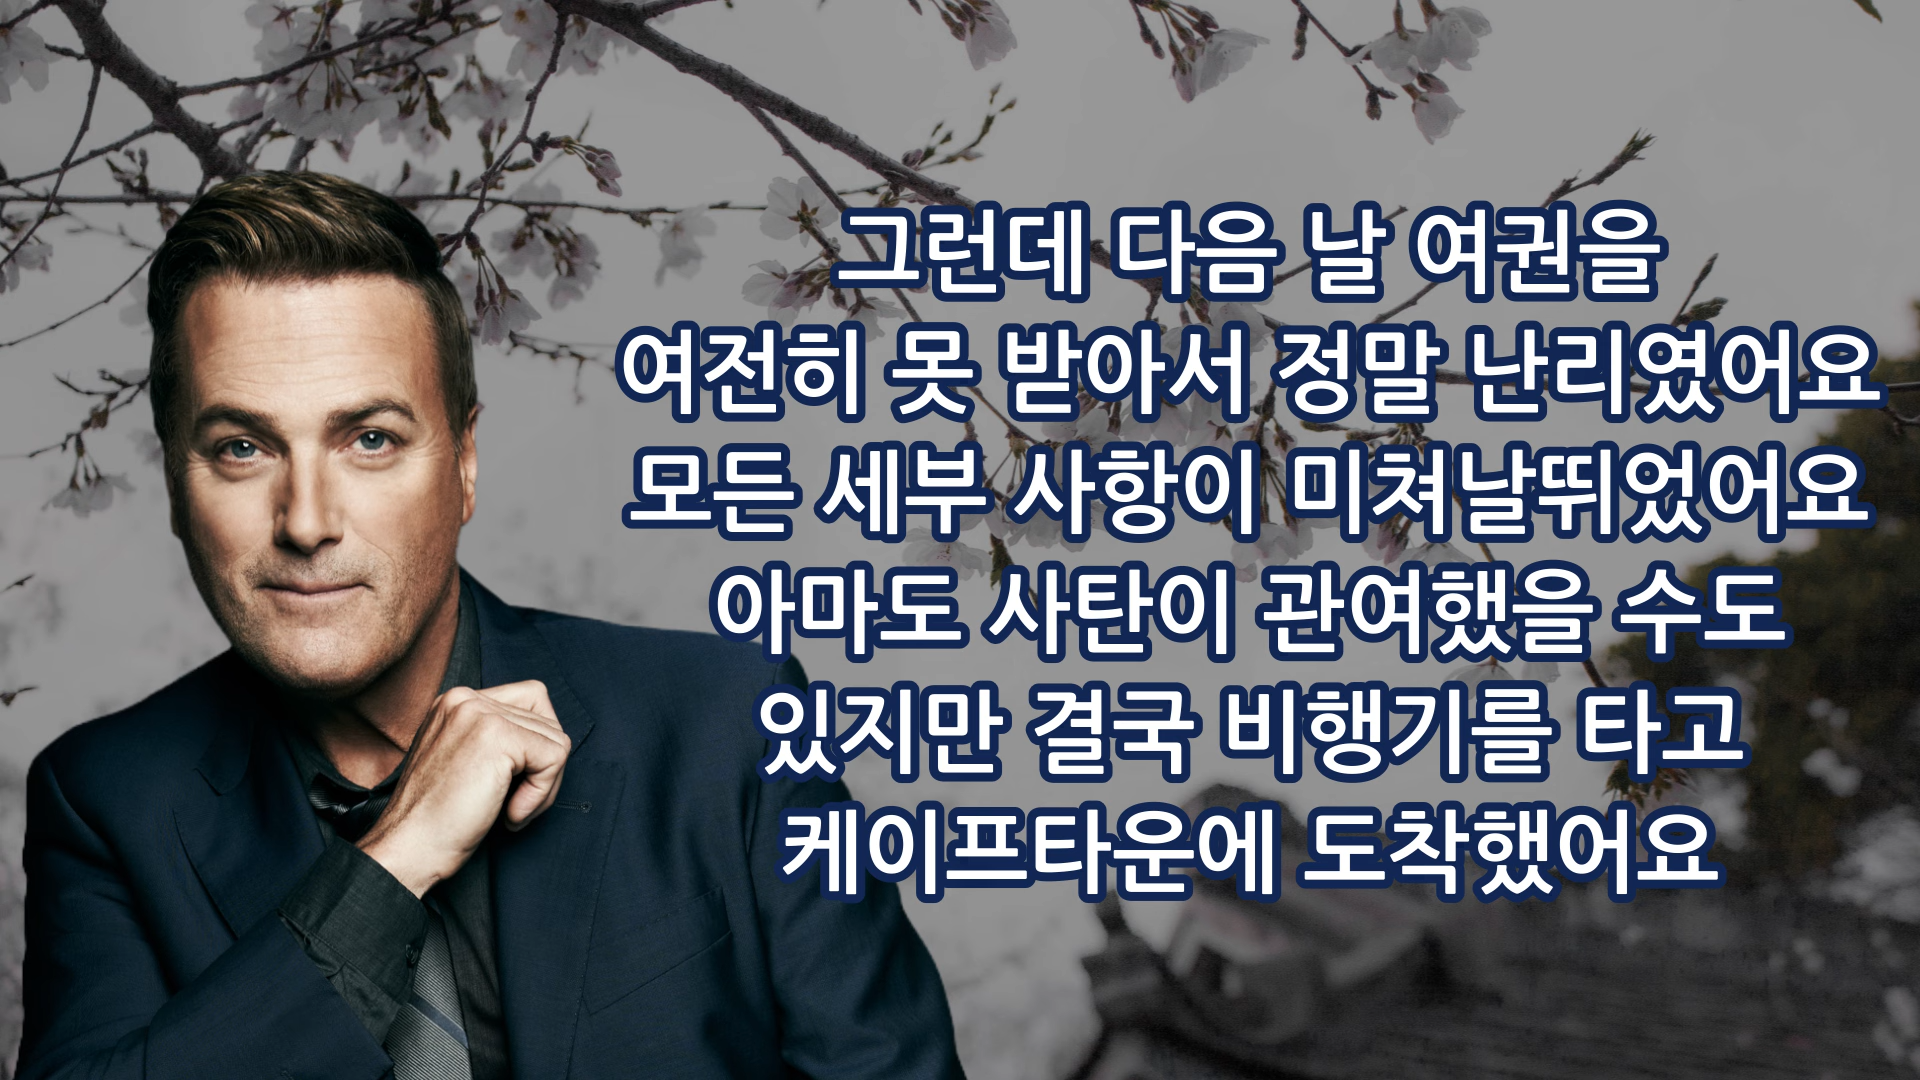 그런데 다음 날 여권을
여전히 못 받아서 정말 난리였어요
모든 세부 사항이 미쳐날뛰었어요
아마도 사탄이 관여했을 수도
있지만 결국 비행기를 타고
케이프타운에 도착했어요